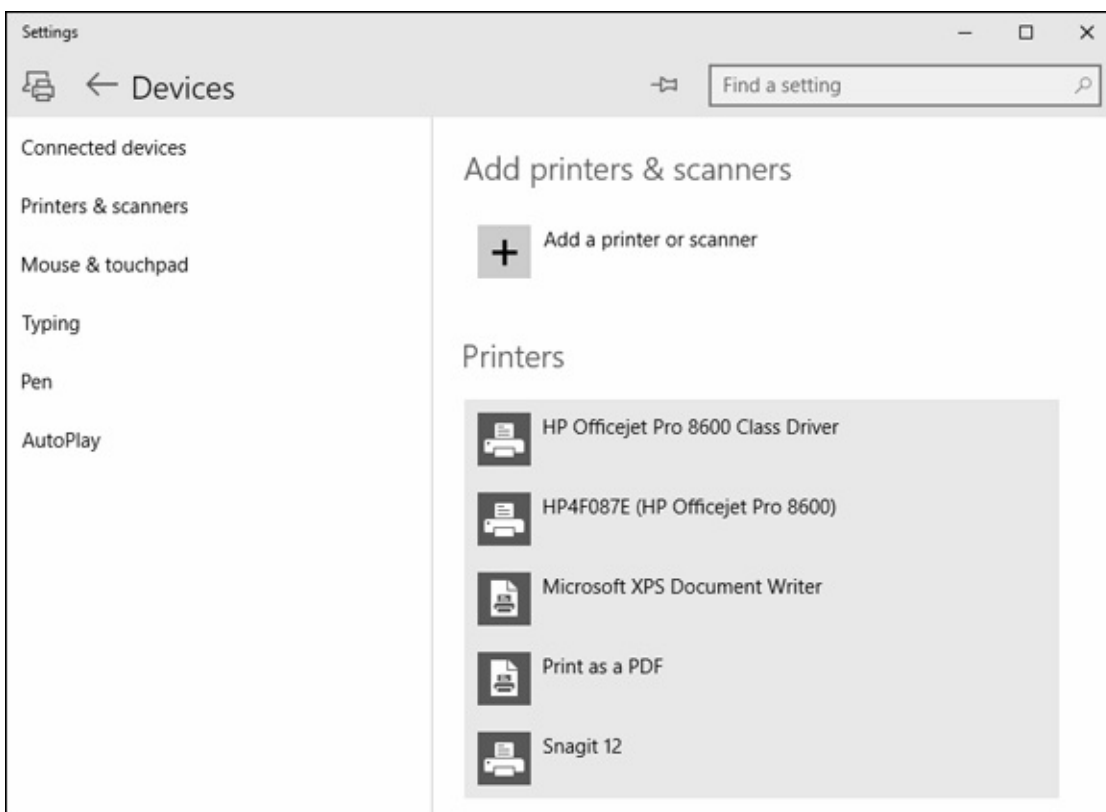 Settings
Devices
Find a setting
Connected devices
Printers & scanners
Mouse & touchpad
Typing
Pen
AutoPlay
Add printers & scanners
Add a printer or scanner
Printers
HP Officejet Pro 8600 Class Driver
HP4F087E (HP Officejet Pro 8600)
Microsoft XPS Document Writer
Print as a PDF
Snagit 12